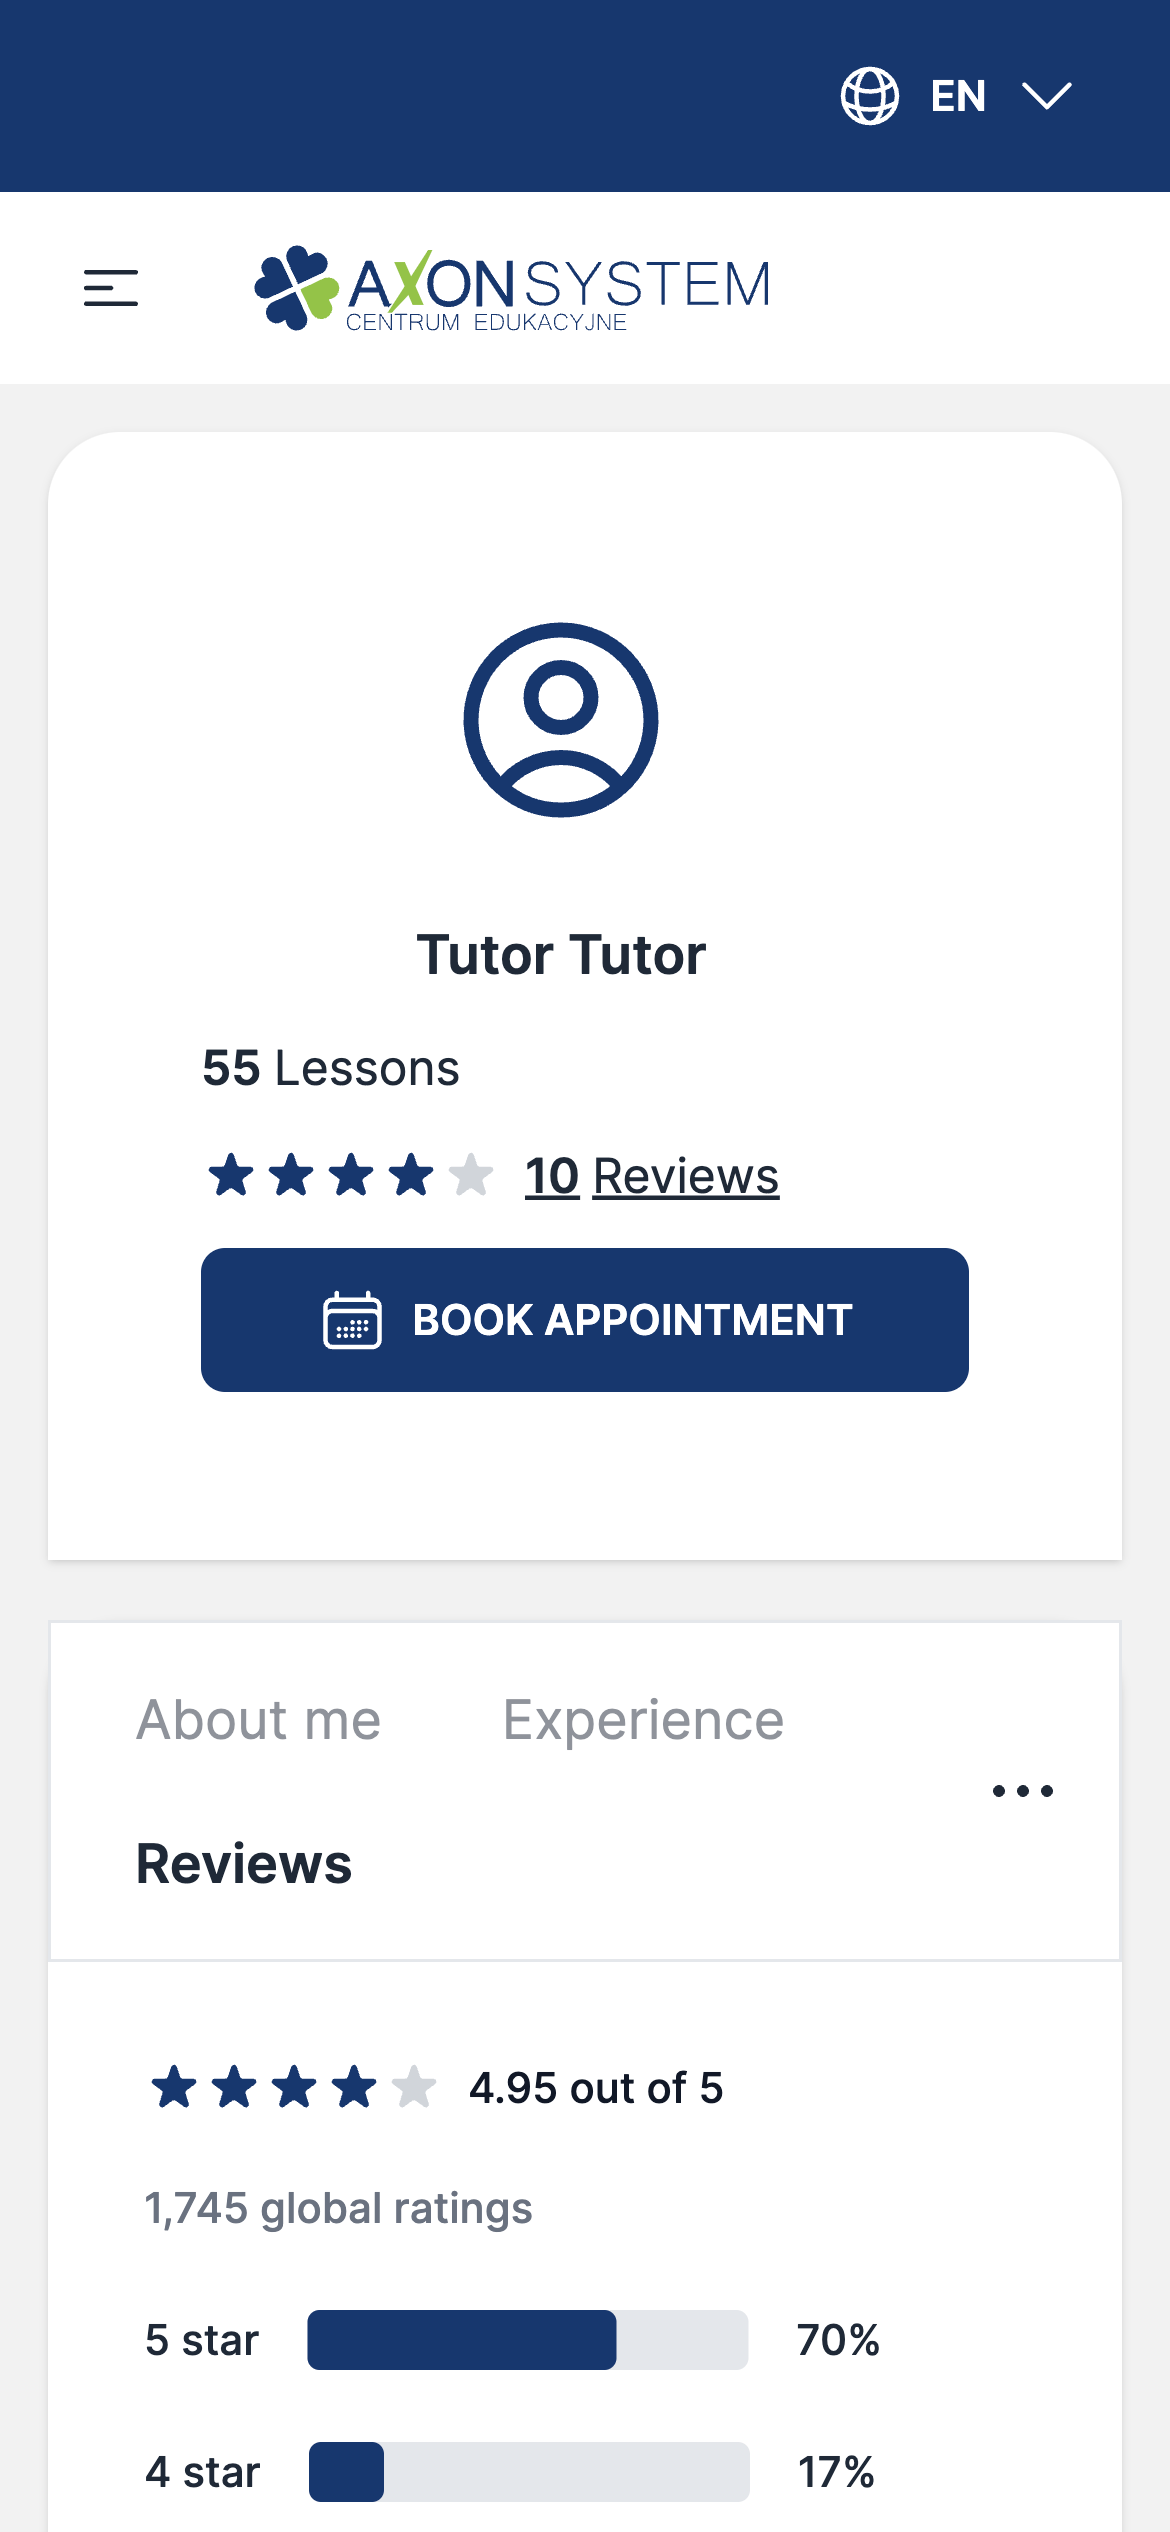 EN
AXONSYSTEM
CENTRUM EDUKACYJNE
Tutor Tutor
55 Lessons
10 Reviews
BOOK APPOINTMENT
About me Experience
Reviews
4.95 out of 5
1,745 global ratings
5 star 70%
4 star 17%